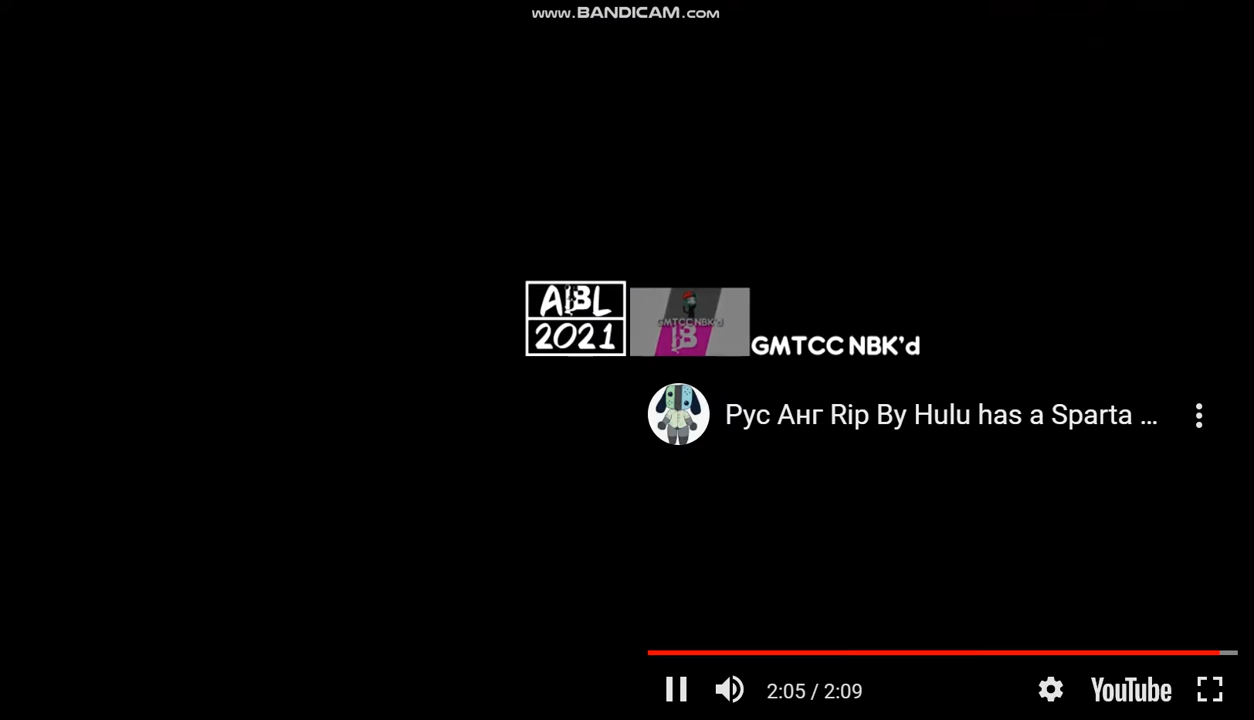 www.BANDICAM.com
ABL
2021
GMTCC NBK'd
B
GMTCC NBK'd
Рус Анг Rip By Hulu has a Sparta ...
2:05 / 2:09
YouTube